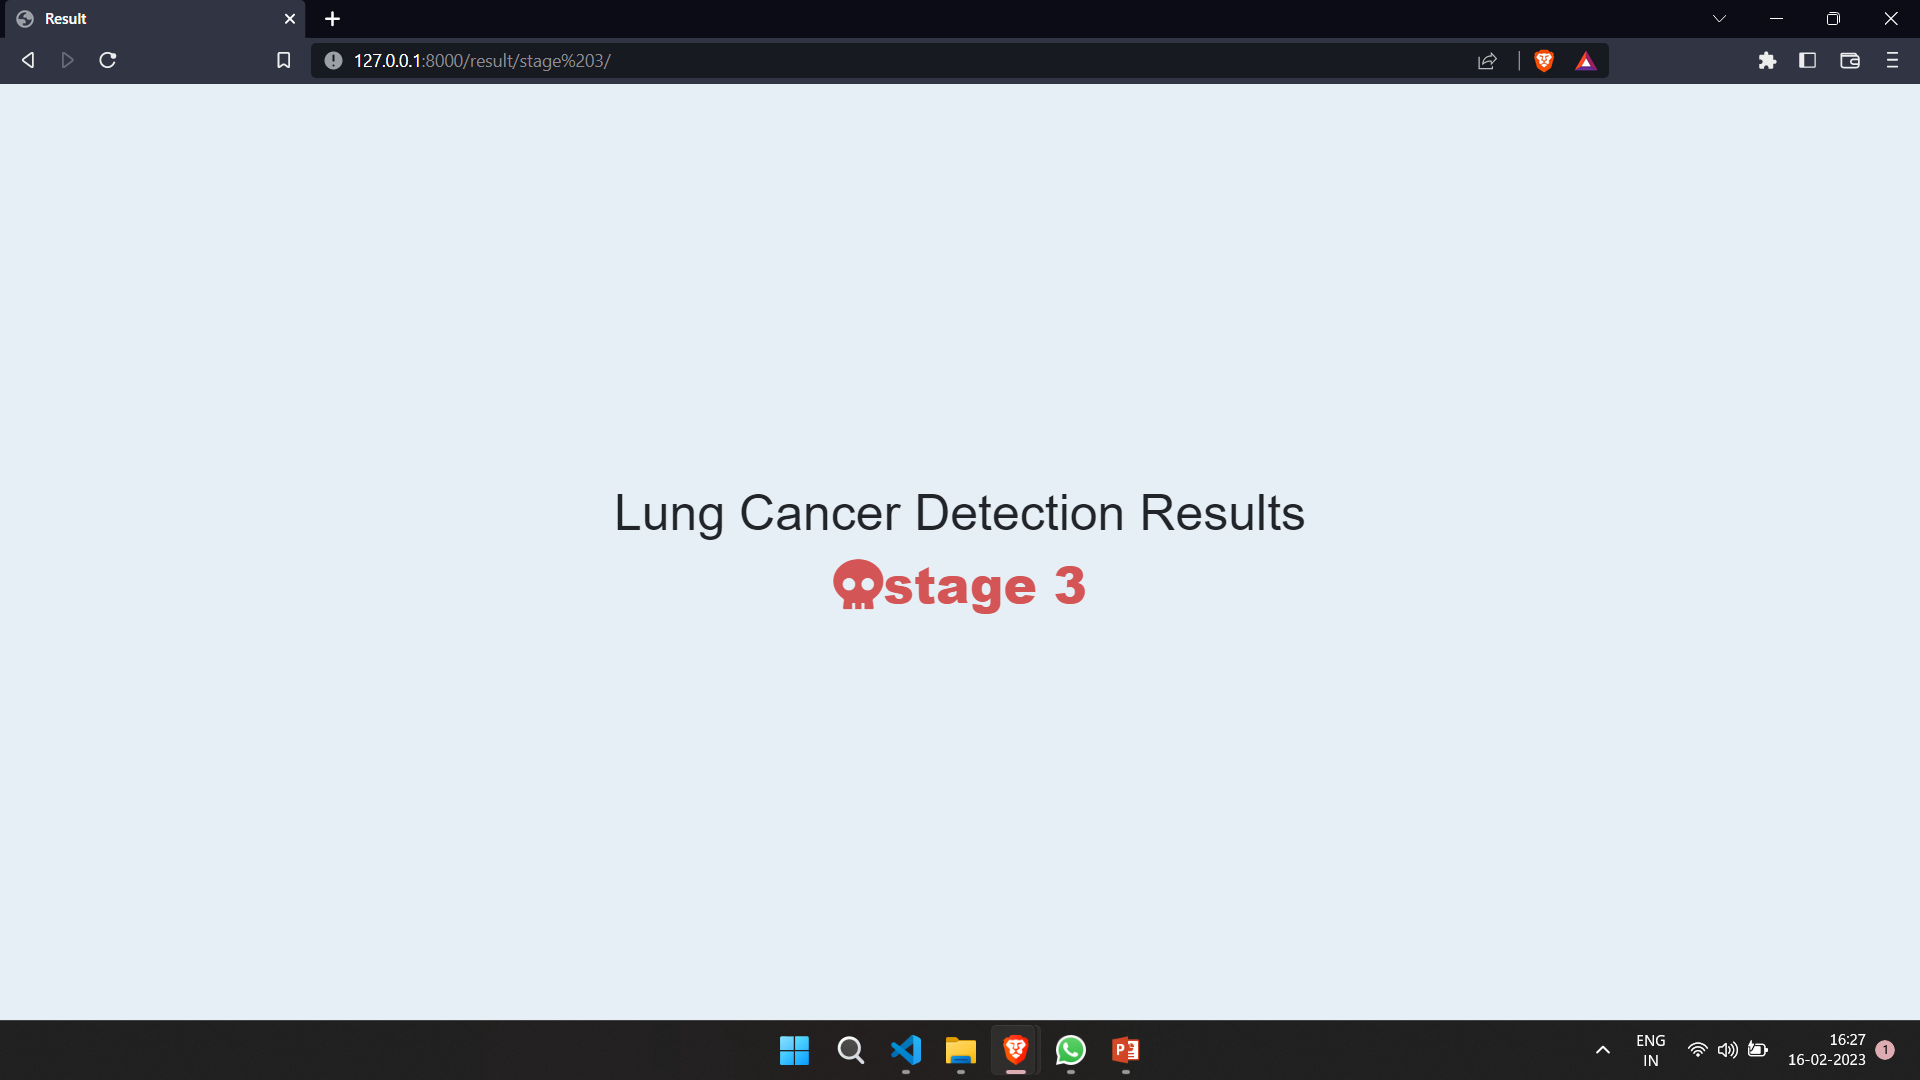 Result
127.0.0.1:8000/result/stage%203/
Lung Cancer Detection Results
stage 3
ENG
IN
16:27
16-02-2023
1